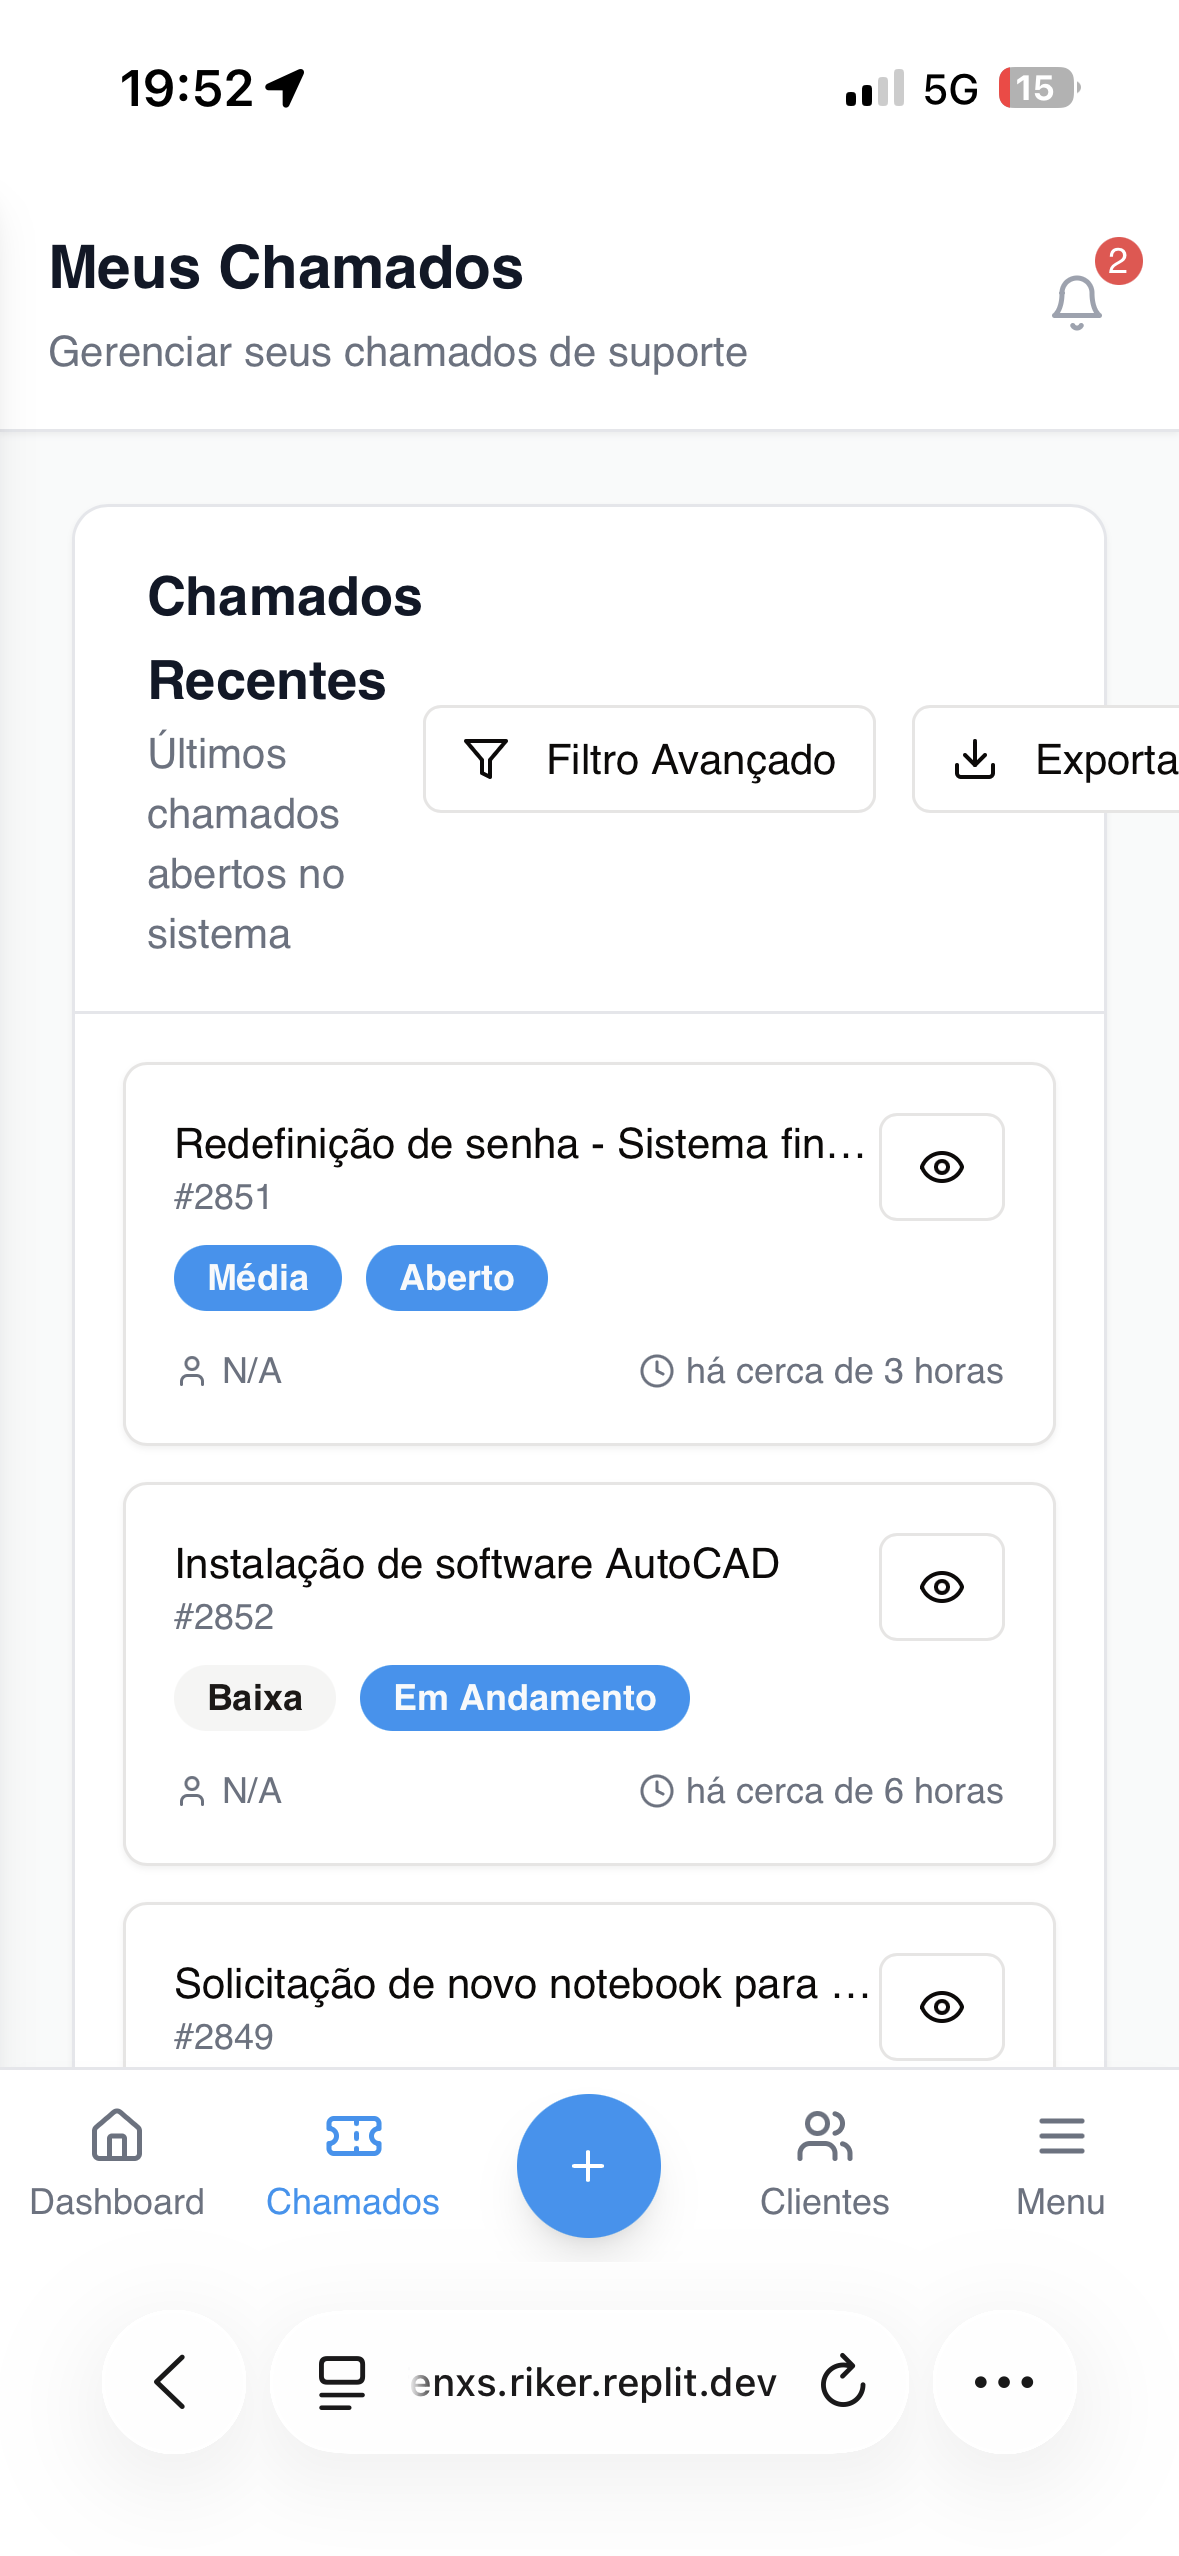 19:52
5G
15
Meus Chamados
2
Gerenciar seus chamados de suporte
Chamados
Recentes
Últimos
chamados
abertos no
sistema
Filtro Avançado
Exporta
Redefinição de senha - Sistema fin...
#2851
Média
Aberto
N/A
há cerca de 3 horas
Instalação de software AutoCAD
#2852
Baixa
Em Andamento
N/A
há cerca de 6 horas
Solicitação de novo notebook para ...
#2849
Dashboard
Chamados
Clientes
Menu
enxs.riker.replit.dev